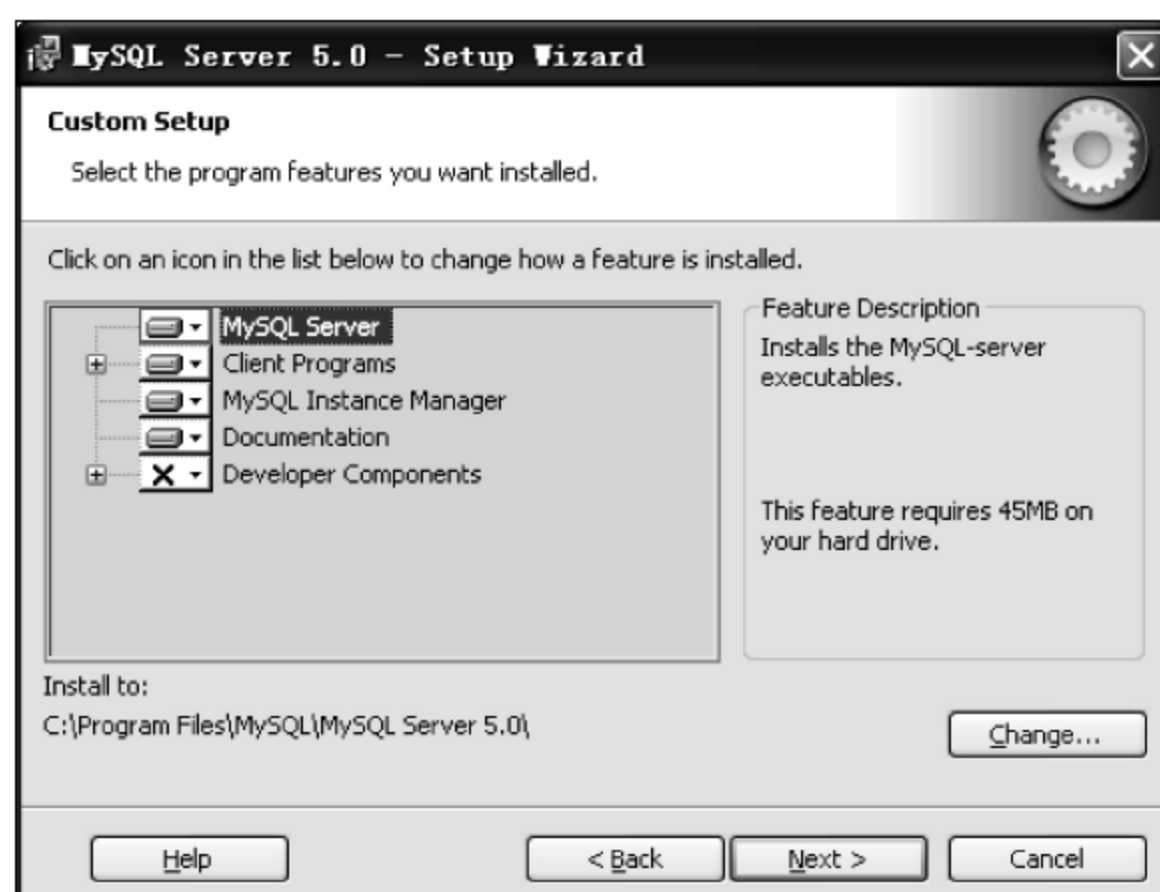 MySQL Server 5.0 - Setup Wizard
Custom Setup
Select the program features you want installed.
Click on an icon in the list below to change how a feature is installed.
MySQL Server
Client Programs
MySQL Instance Manager
Documentation
Developer Components
Feature Description
Installs the MySQL-server
executables.
This feature requires 45MB on
your hard drive.
Install to:
C:\Program Files\MySQL\MySQL Server 5.0\
Change...
Help
< Back
Next >
Cancel